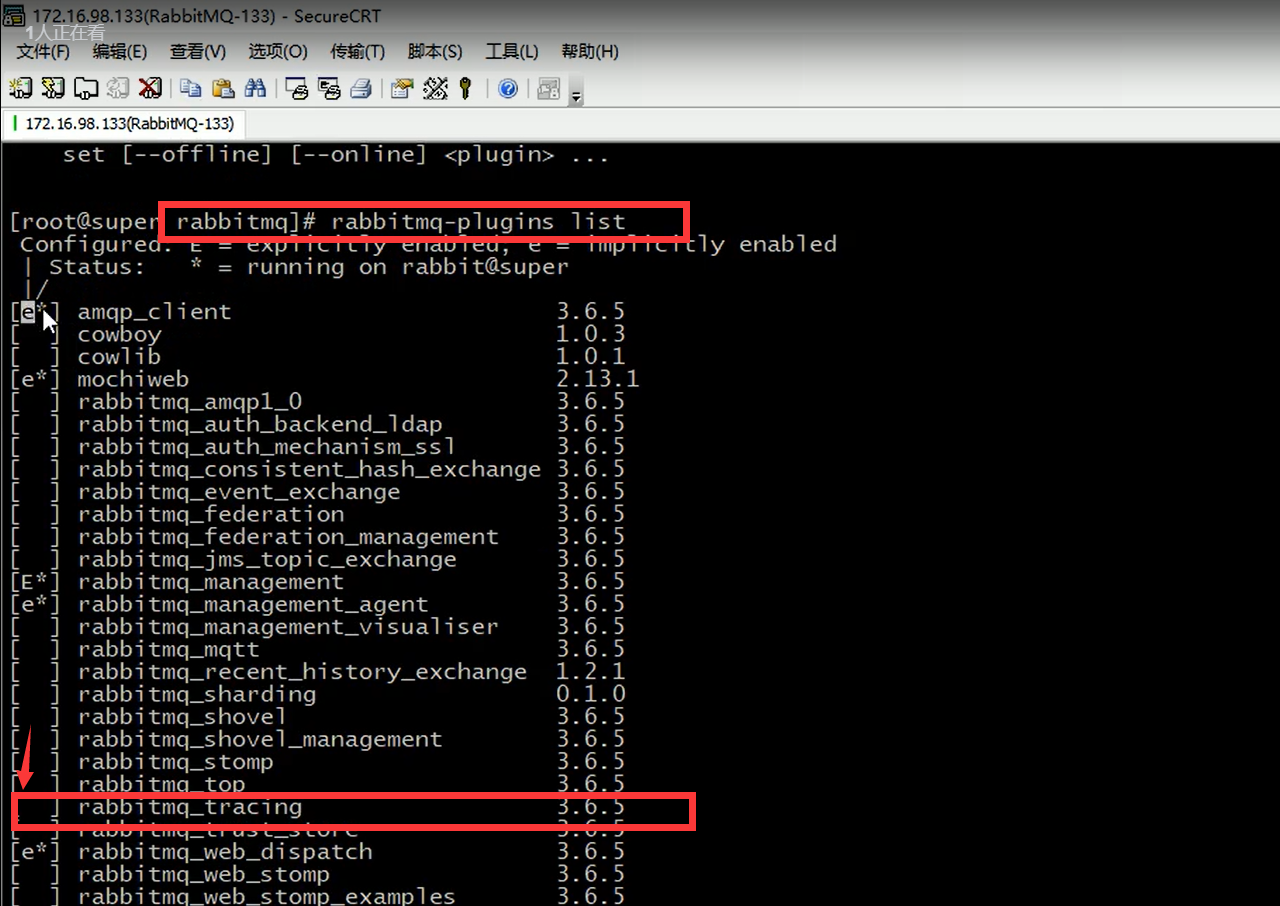 172.16.98.133(RabbitMQ-133) - SecureCRT
1人正在看
文件(F) 编辑(E) 查看(V) 选项(O) 传输(T) 脚本(S) 工具(L) 帮助(H)
172.16.98.133(RabbitMQ-133)
set [--offline] [--online] <plugin> ...
[root@super rabbitmq]# rabbitmq-plugins list
Configured: E = explicitly enabled; e = implicitly enabled
| Status: * = running on rabbit@super
|/
[e*] amqp_client 3.6.5
[ ] cowboy 1.0.3
[ ] cowlib 1.0.1
[e*] mochiweb 2.13.1
[ ] rabbitmq_amqp1_0 3.6.5
[ ] rabbitmq_auth_backend_ldap 3.6.5
[ ] rabbitmq_auth_mechanism_ssl 3.6.5
[ ] rabbitmq_consistent_hash_exchange 3.6.5
[ ] rabbitmq_event_exchange 3.6.5
[ ] rabbitmq_federation 3.6.5
[ ] rabbitmq_federation_management 3.6.5
[ ] rabbitmq_jms_topic_exchange 3.6.5
[E*] rabbitmq_management 3.6.5
[e*] rabbitmq_management_agent 3.6.5
[ ] rabbitmq_management_visualiser 3.6.5
[ ] rabbitmq_mqtt 3.6.5
[ ] rabbitmq_recent_history_exchange 1.2.1
[ ] rabbitmq_sharding 0.1.0
[ ] rabbitmq_shovel 3.6.5
[ ] rabbitmq_shovel_management 3.6.5
[ ] rabbitmq_stomp 3.6.5
[ ] rabbitmq_top 3.6.5
[ ] rabbitmq_tracing 3.6.5
[ ] rabbitmq_trust_store 3.6.5
[e*] rabbitmq_web_dispatch 3.6.5
[ ] rabbitmq_web_stomp 3.6.5
[ ] rabbitmq_web_stomp_examples 3.6.5